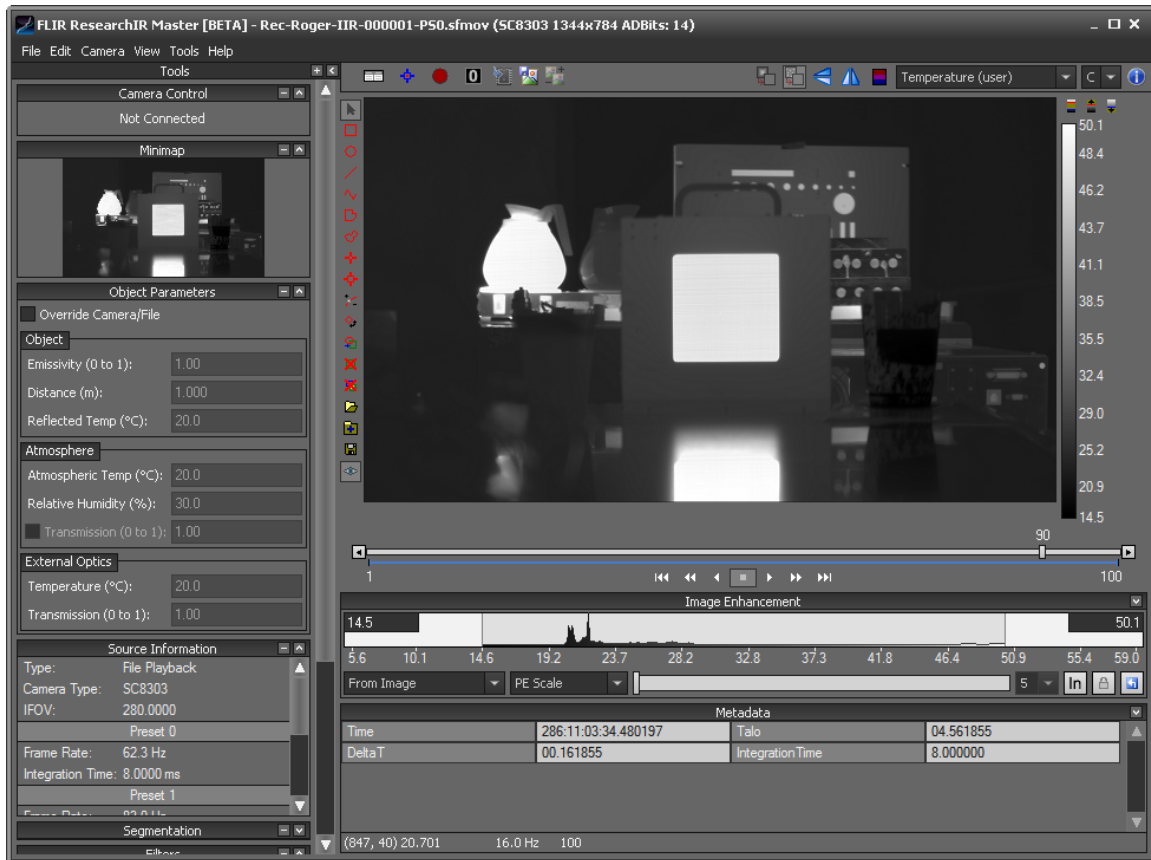 FLIR ResearchIR Master [BETA] - Rec-Roger-IIR-000001-PS0.sfmov (SC8303 1344x784 ADBits: 14)
File Edit Camera View Tools Help
Tools
Camera Control
Not Connected
Minimap
Object Parameters
Override Camera/File
Object
Emissivity (0 to 1): 1.00
Distance (m): 1.000
Reflected Temp (°C): 20.0
Atmosphere
Atmospheric Temp (°C): 20.0
Relative Humidity (%): 30.0
Transmission (0 to 1): 1.00
External Optics
Temperature (°C): 20.0
Transmission (0 to 1): 1.00
Source Information
Type: File Playback
Camera Type: SC8303
IFOV: 280.0000
Preset 0
Frame Rate: 62.3 Hz
Integration Time: 8.0000 ms
Preset 1
Segmentation
Filters
0
Temperature (user) C
50.1
48.4
46.2
43.7
41.1
38.5
35.5
32.4
29.0
25.2
20.9
14.5
90
1 100
Image Enhancement
14.5 50.1
5.6 10.1 14.6 19.2 23.7 28.2 32.8 37.3 41.8 46.4 50.9 55.4 59.0
From Image PE Scale 5 In
Metadata
Time 286:11:03:34.480197 Talo 04.561855
DeltaT 00.161855 IntegrationTime 8.000000
(847, 40) 20.701 16.0 Hz 100